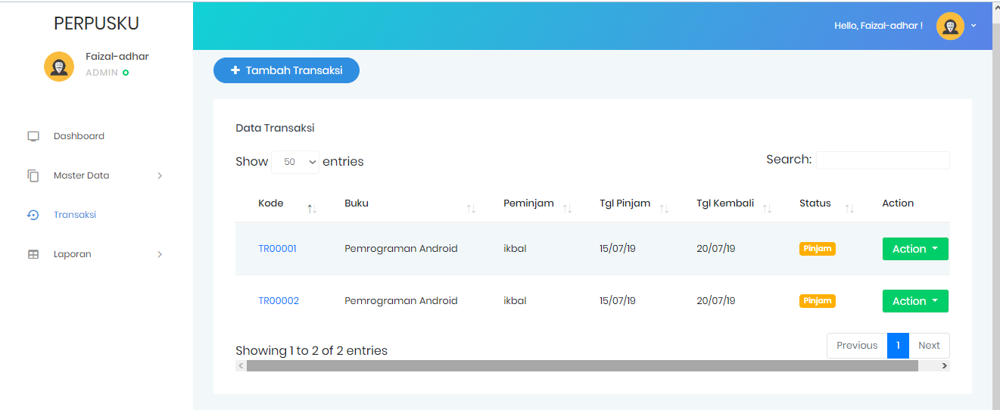 PERPUSKU
Hello, Faizal-adhar !
Faizal-adhar
ADMIN
Tambah Transaksi
Dashboard
Master Data
Transaksi
Laporan
Data Transaksi
Show 50 entries
Search:
Kode Buku Peminjam Tgl Pinjam Tgl Kembali Status Action
TR00001 Pemrograman Android ikbal 15/07/19 20/07/19 Pinjam Action
TR00002 Pemrograman Android ikbal 15/07/19 20/07/19 Pinjam Action
Showing 1 to 2 of 2 entries
Previous 1 Next